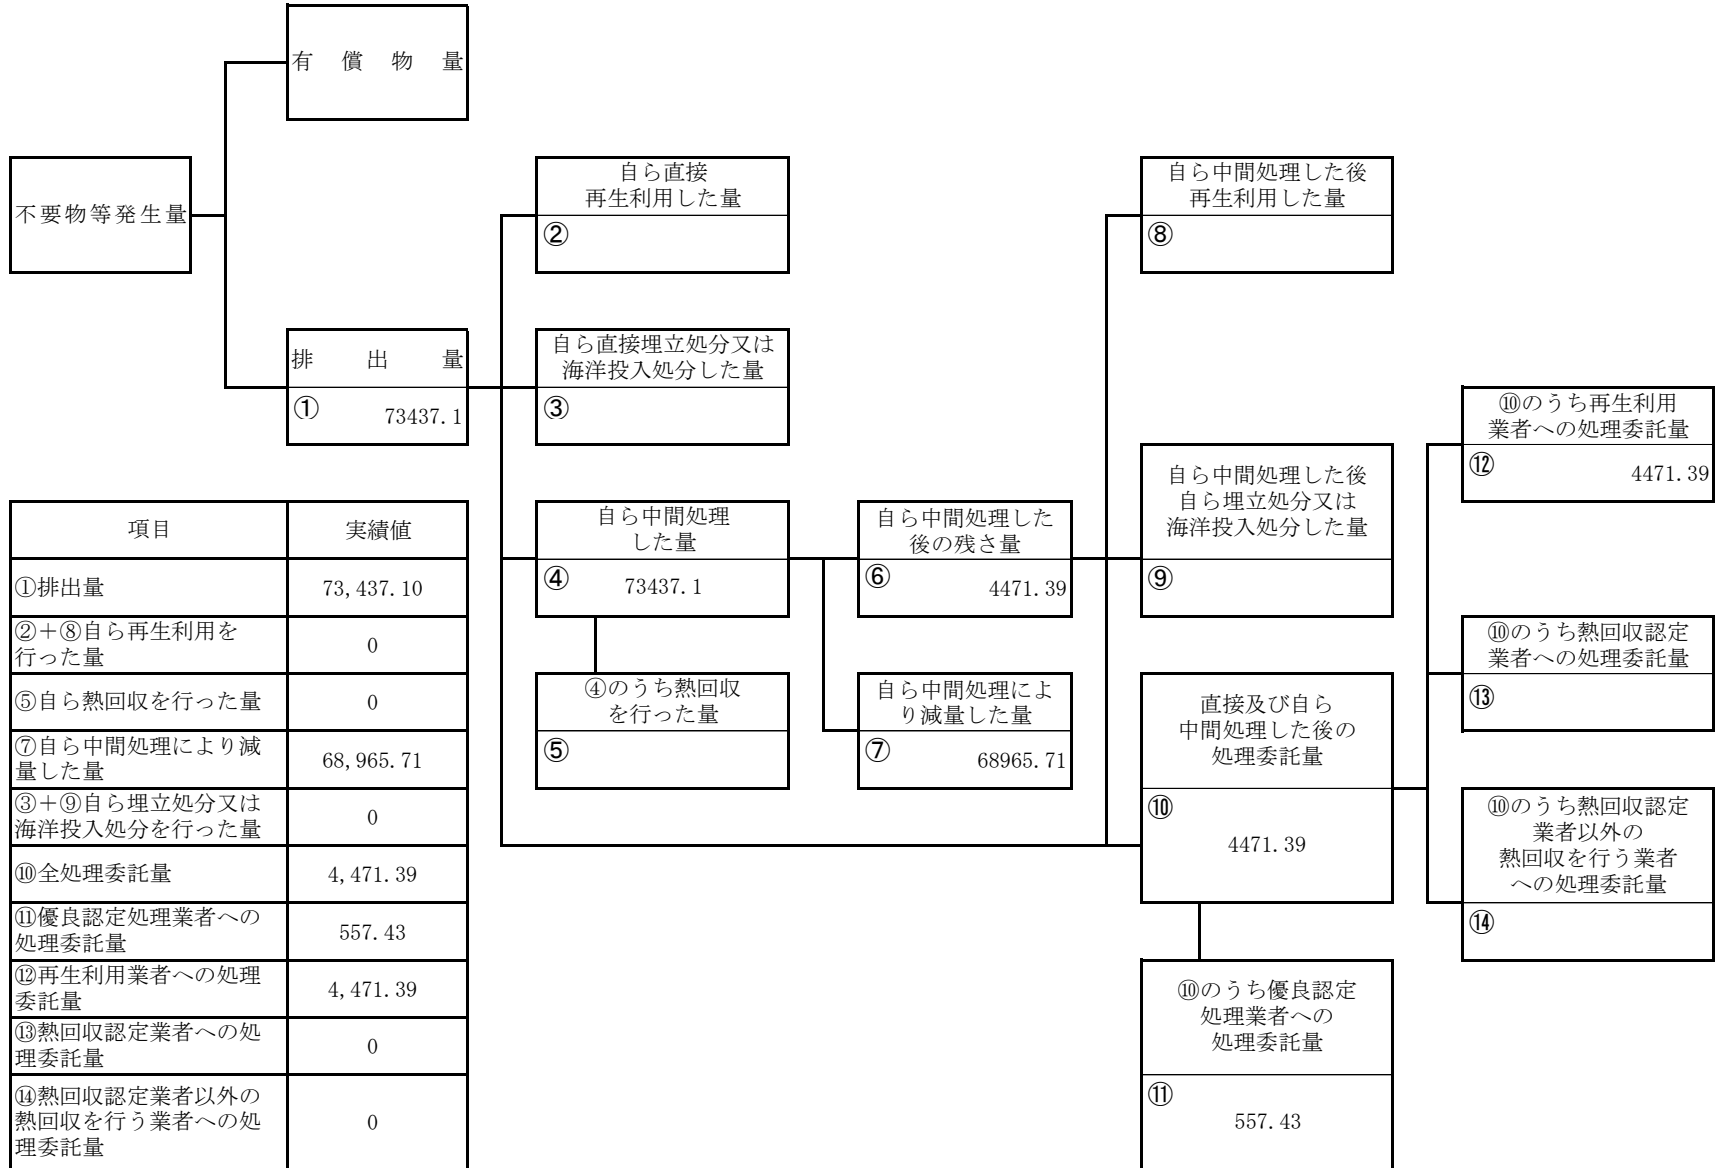 有償物量
不要物等発生量
自ら直接
再生利用した量
②
自ら中間処理した後
再生利用した量
⑧
排出量
① 73437.1
自ら直接埋立処分又は
海洋投入処分した量
③
⑩のうち再生利用
業者への処理委託量
⑫ 4471.39
自ら中間処理
した量
④ 73437.1
自ら中間処理した
後の残さ量
⑥ 4471.39
自ら中間処理した後
自ら埋立処分又は
海洋投入処分した量
⑨
⑩のうち熱回収認定
業者への処理委託量
⑬
④のうち熱回収
を行った量
⑤
自ら中間処理によ
り減量した量
⑦ 68965.71
直接及び自ら
中間処理した後の
処理委託量
⑩
4471.39
⑩のうち熱回収認定
業者以外の
熱回収を行う業者
への処理委託量
⑭
⑩のうち優良認定
処理業者への
処理委託量
⑪
557.43
項目 実績値
①排出量 73,437.10
②＋⑧自ら再生利用を
行った量 0
⑤自ら熱回収を行った量 0
⑦自ら中間処理により減
量した量 68,965.71
③＋⑨自ら埋立処分又は
海洋投入処分を行った量 0
⑩全処理委託量 4,471.39
⑪優良認定処理業者への
処理委託量 557.43
⑫再生利用業者への処理
委託量 4,471.39
⑬熱回収認定業者への処
理委託量 0
⑭熱回収認定業者以外の
熱回収を行う業者への処
理委託量 0